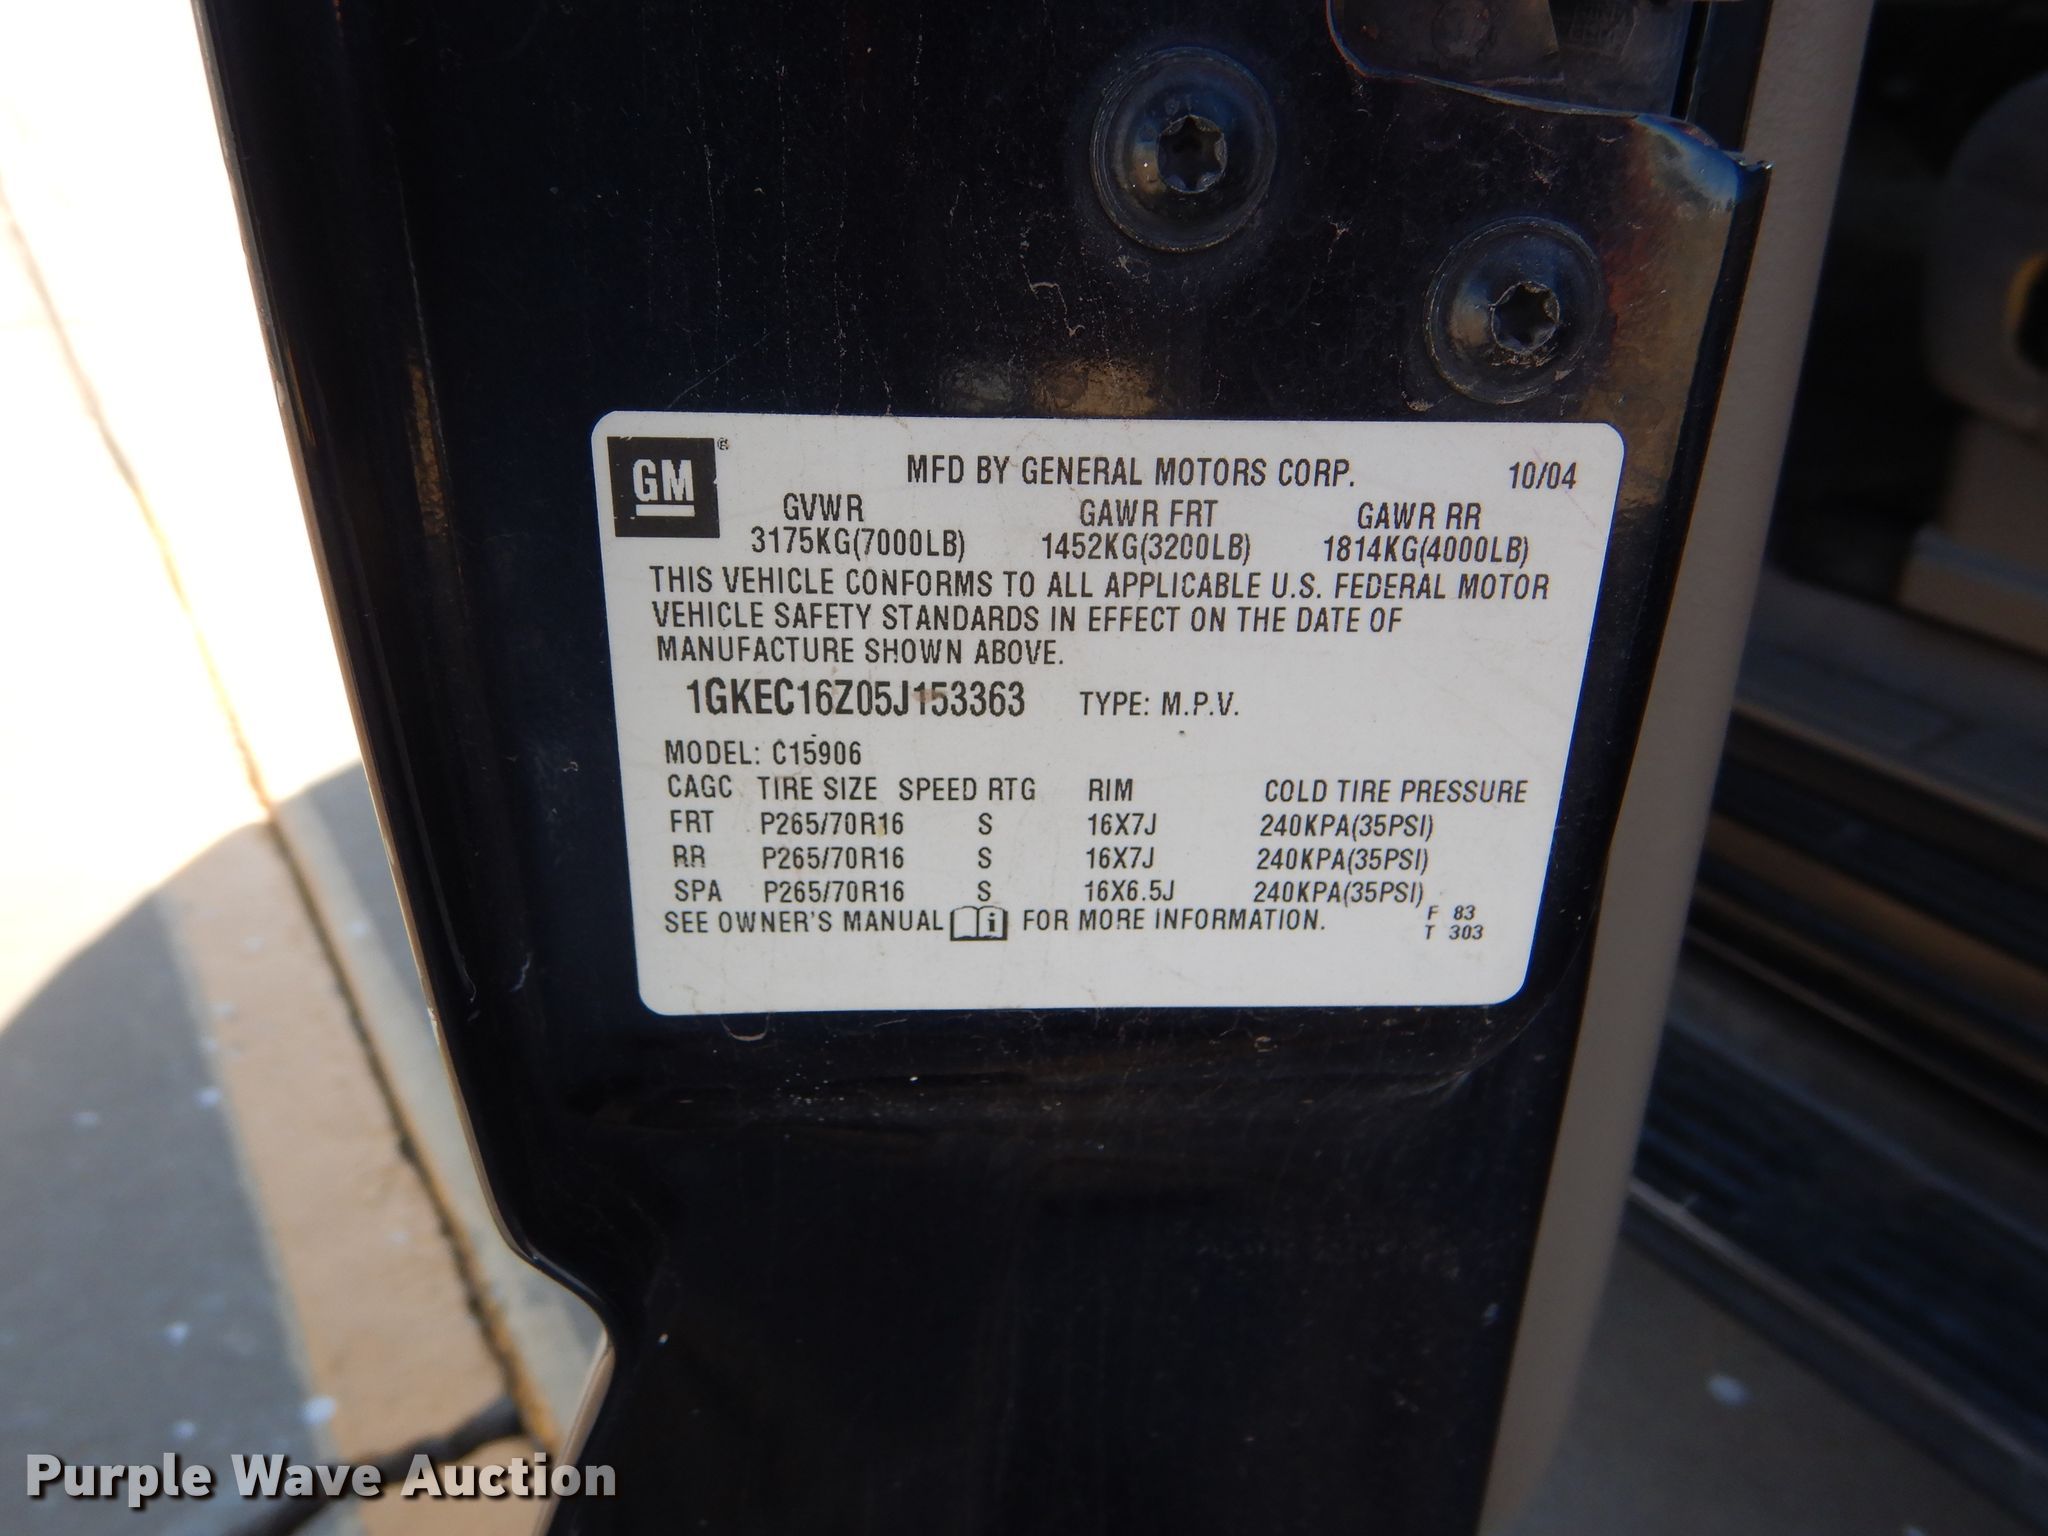 GM®
MFD BY GENERAL MOTORS CORP. 10/04
GVWR GAWR FRT GAWR RR
3175KG(7000LB) 1452KG(3200LB) 1814KG(4000LB)
THIS VEHICLE CONFORMS TO ALL APPLICABLE U.S. FEDERAL MOTOR
VEHICLE SAFETY STANDARDS IN EFFECT ON THE DATE OF
MANUFACTURE SHOWN ABOVE.
1GKEC16Z05J153363 TYPE: M.P.V.
MODEL: C15906
CAGC TIRE SIZE SPEED RTG RIM COLD TIRE PRESSURE
FRT P265/70R16 S 16X7J 240KPA(35PSI)
RR P265/70R16 S 16X7J 240KPA(35PSI)
SPA P265/70R16 S 16X6.5J 240KPA(35PSI)
SEE OWNER'S MANUAL i FOR MORE INFORMATION. F 83
T 303
Purple Wave Auction